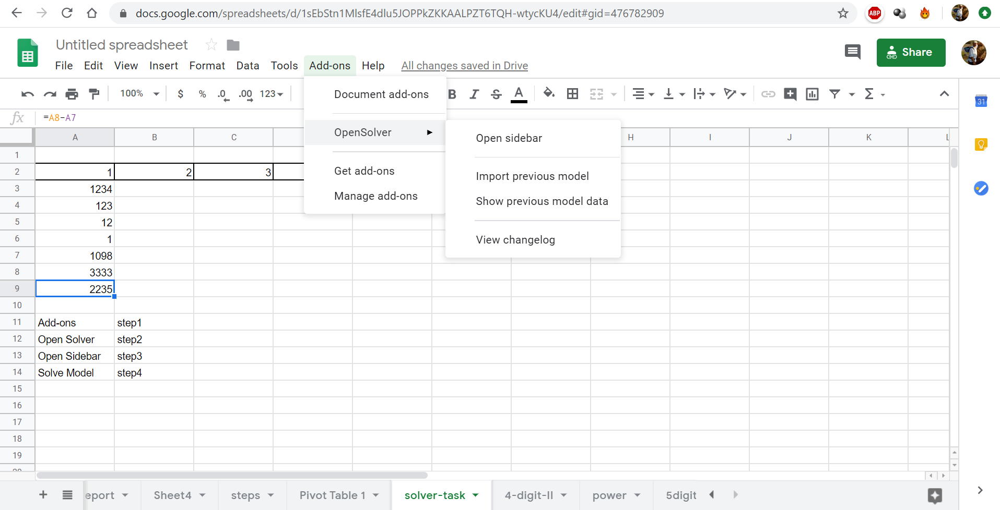 docs.google.com/spreadsheets/d/1sEbStn1MlsfE4dlu5JOPPkZKKAALPZT6TQH-wtycKU4/edit#gid=476782909
ABP
Untitled spreadsheet
File Edit View Insert Format Data Tools Add-ons Help All changes saved in Drive
Share
100% $ % .0 .00 123 B I S A Σ
31
Document add-ons
OpenSolver
Get add-ons
Manage add-ons
Open sidebar
Import previous model
Show previous model data
View changelog
fx =A8-A7
A B C H I J K L
1
2 1 2 3
3 1234
4 123
5 12
6 1
7 1098
8 3333
9 2235
10
11 Add-ons step1
12 Open Solver step2
13 Open Sidebar step3
14 Solve Model step4
15
16
17
18
19
20
+ eport Sheet4 steps Pivot Table 1 solver-task 4-digit-II power 5digit